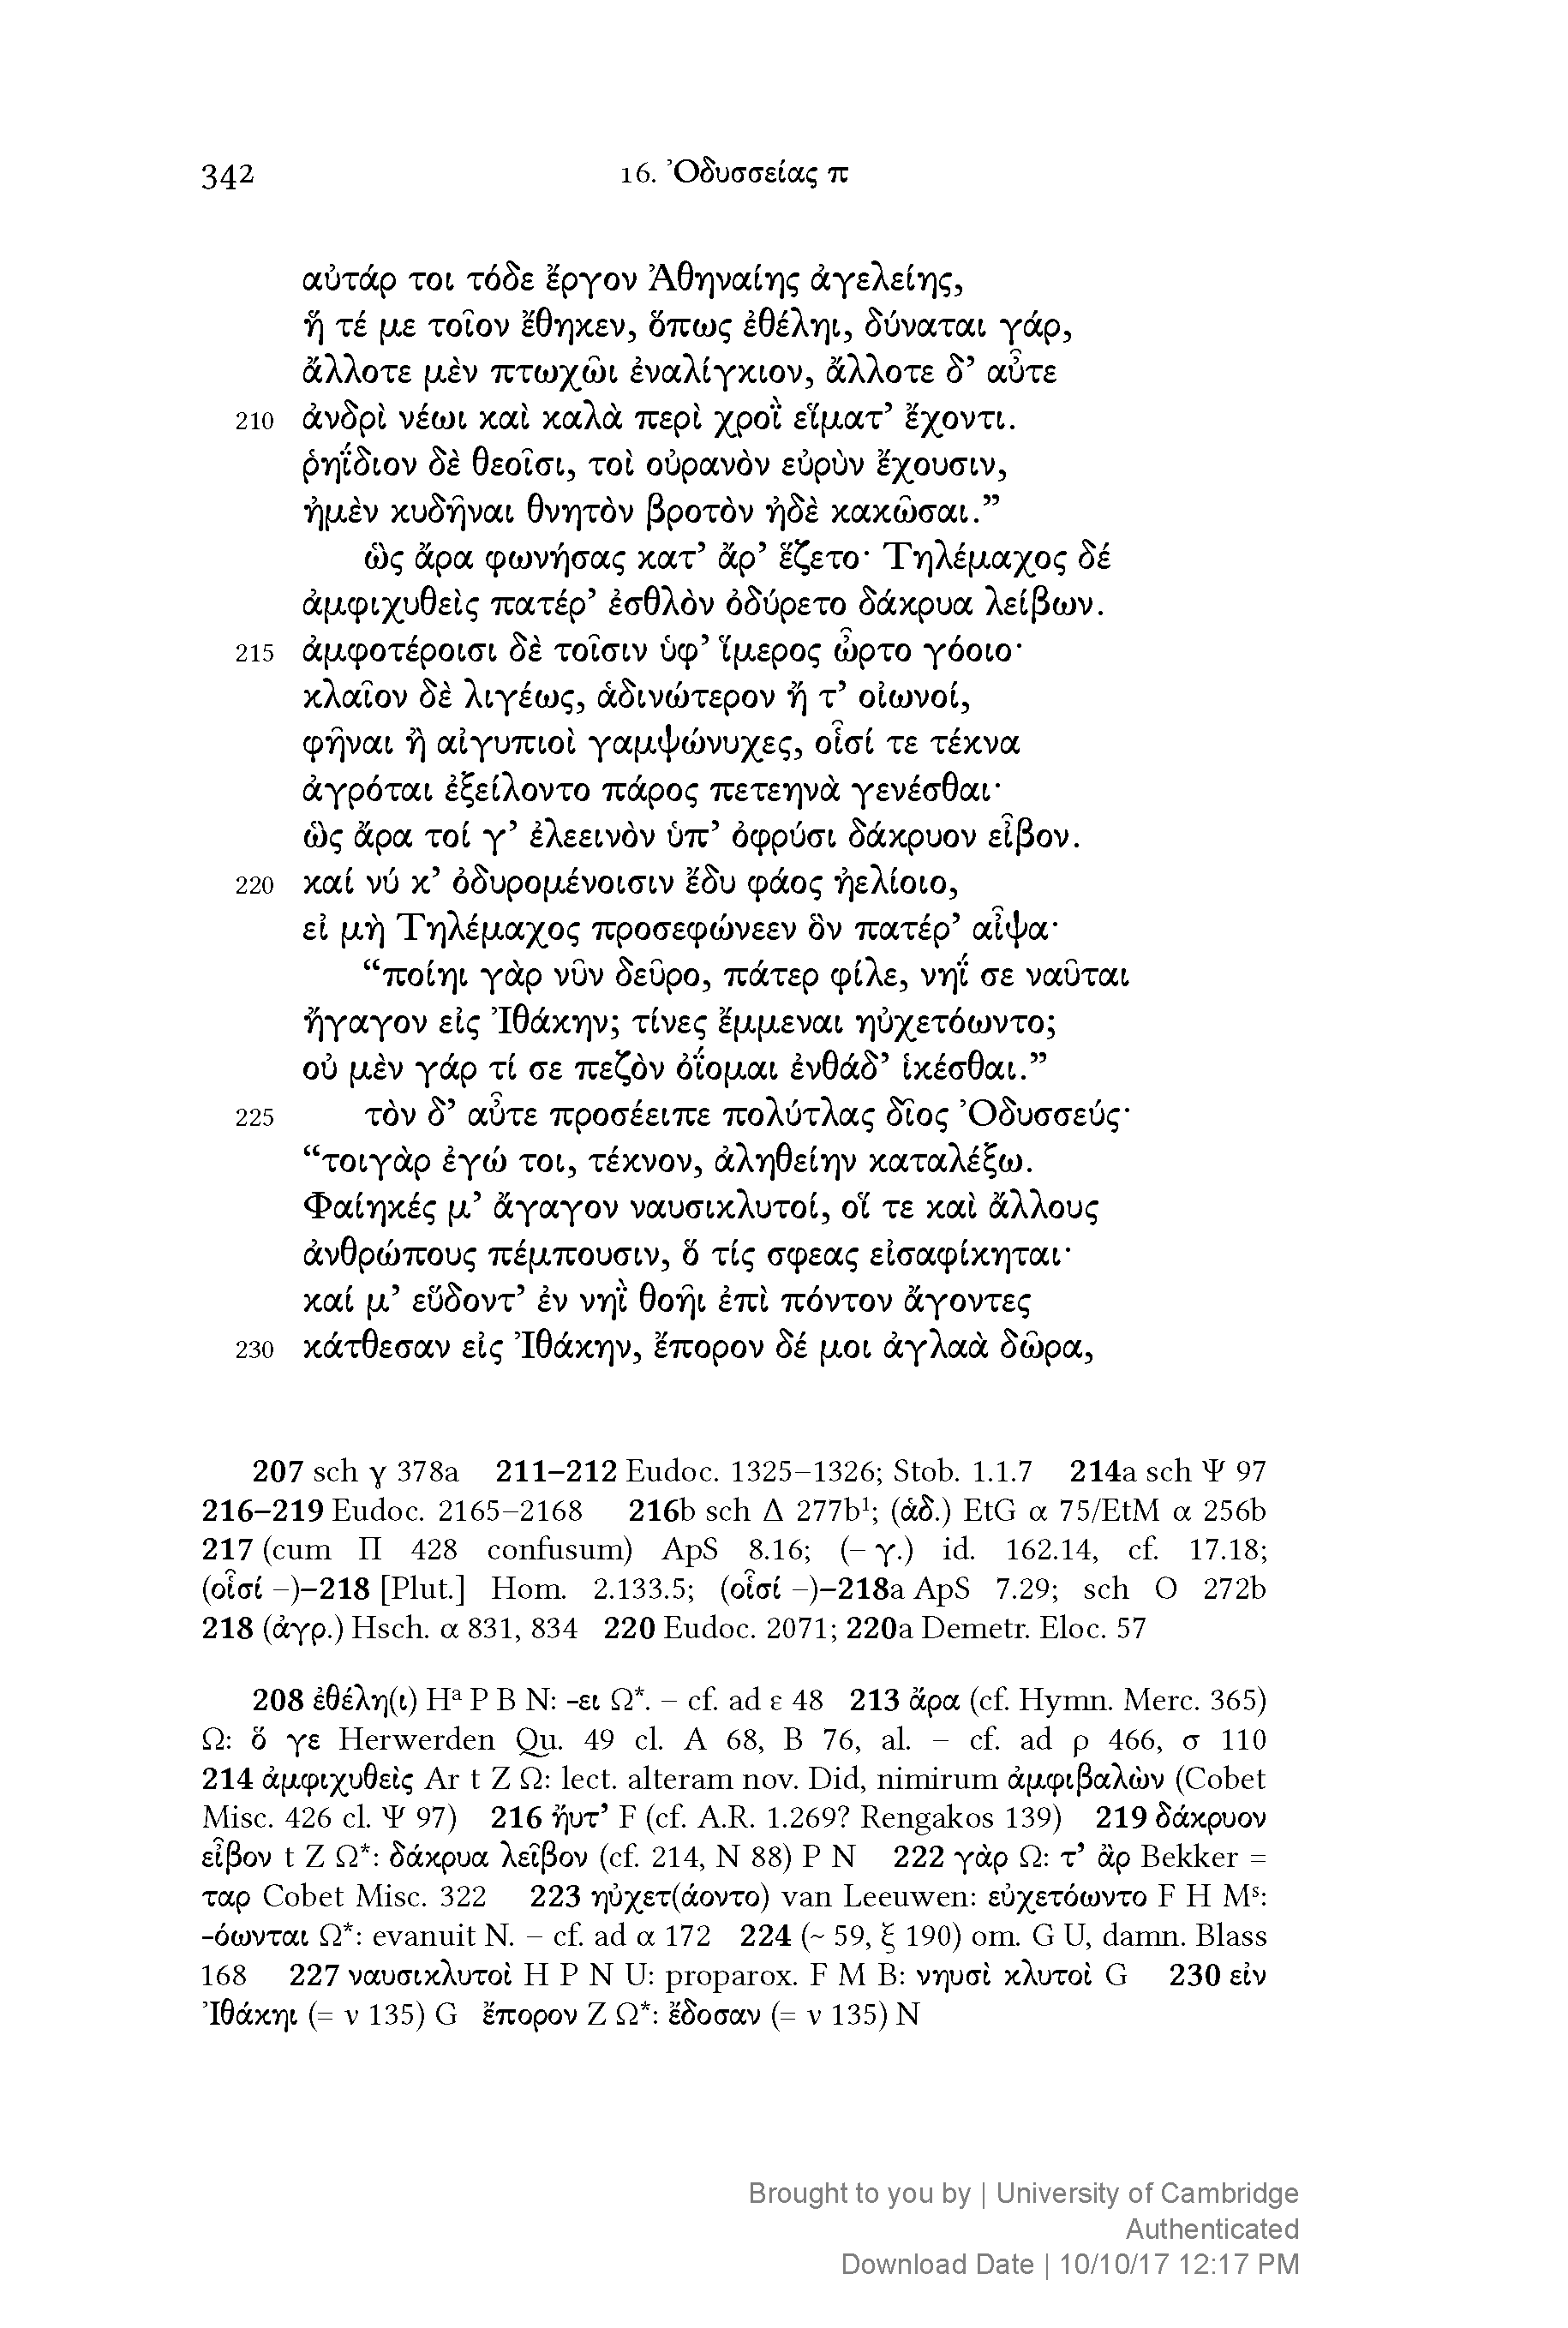 342
16. Ὀδυσσείας π
αὐτάρ τοι τόδε ἔργον Ἀθηναίης ἀγελείης,
ἥ τέ με τοῖον ἔθηκεν, ὅπως ἐθέληι, δύναται γάρ,
ἄλλοτε μὲν πτωχῶι ἐναλίγκιον, ἄλλοτε δ’ αὖτε
210 ἀνδρὶ νέωι καὶ καλὰ περὶ χροῒ εἵματ’ ἔχοντι.
ῥηΐδιον δὲ θεοῖσι, τοὶ οὐρανὸν εὐρὺν ἔχουσιν,
ἠμὲν κυδῆναι θνητὸν βροτὸν ἠδὲ κακῶσαι.”
ὣς ἄρα φωνήσας κατ’ ἄρ’ ἕζετο· Τηλέμαχος δέ
ἀμφιχυθεὶς πατέρ’ ἐσθλὸν ὀδύρετο δάκρυα λείβων.
215 ἀμφοτέροισι δὲ τοῖσιν ὑφ’ ἵμερος ὦρτο γόοιο·
κλαῖον δὲ λιγέως, ἁδινώτερον ἤ τ’ οἰωνοί,
φῆναι ἢ αἰγυπιοὶ γαμψώνυχες, οἷσί τε τέκνα
ἀγρόται ἐξείλοντο πάρος πετεηνὰ γενέσθαι·
ὣς ἄρα τοί γ’ ἐλεεινὸν ὑπ’ ὀφρύσι δάκρυον εἶβον.
220 καί νύ κ’ ὀδυρομένοισιν ἔδυ φάος ἠελίοιο,
εἰ μὴ Τηλέμαχος προσεφώνεεν ὃν πατέρ’ αἶψα·
“ποίηι γὰρ νῦν δεῦρο, πάτερ φίλε, νηΐ σε ναῦται
ἤγαγον εἰς Ἰθάκην; τίνες ἔμμεναι ηὐχετόωντο;
οὐ μὲν γάρ τί σε πεζὸν ὀΐομαι ἐνθάδ’ ἱκέσθαι.”
225 τὸν δ’ αὖτε προσέειπε πολύτλας δῖος Ὀδυσσεύς·
“τοιγὰρ ἐγώ τοι, τέκνον, ἀληθείην καταλέξω.
Φαίηκές μ’ ἄγαγον ναυσικλυτοί, οἵ τε καὶ ἄλλους
ἀνθρώπους πέμπουσιν, ὅ τίς σφεας εἰσαφίκηται·
καί μ’ εὕδοντ’ ἐν νηῒ θοῆι ἐπὶ πόντον ἄγοντες
230 κάτθεσαν εἰς Ἰθάκην, ἔπορον δέ μοι ἀγλαὰ δῶρα,
207 sch γ 378a 211–212 Eudoc. 1325–1326; Stob. 1.1.7 214a sch Ψ 97
216–219 Eudoc. 2165–2168 216b sch Δ 277b¹; (ἁδ.) EtG α 75/EtM α 256b
217 (cum Π 428 confusum) ApS 8.16; (– γ.) id. 162.14, cf. 17.18;
(οἷσί –)–218 [Plut.] Hom. 2.133.5; (οἷσί –)–218a ApS 7.29; sch O 272b
218 (ἀγρ.) Hsch. α 831, 834 220 Eudoc. 2071; 220a Demetr. Eloc. 57
208 ἐθέλη(ι) Hᵃ P B N: -ει Ω*. – cf. ad ε 48 213 ἄρα (cf. Hymn. Merc. 365)
Ω: ὅ γε Herwerden Qu. 49 cl. A 68, B 76, al. – cf. ad ρ 466, σ 110
214 ἀμφιχυθεὶς Ar t Z Ω: lect. alteram nov. Did, nimirum ἀμφιβαλὼν (Cobet
Misc. 426 cl. Ψ 97) 216 ἤυτ’ F (cf. A.R. 1.269? Rengakos 139) 219 δάκρυον
εἶβον t Z Ω*: δάκρυα λεῖβον (cf. 214, N 88) P N 222 γὰρ Ω: τ’ ἂρ Bekker =
ταρ Cobet Misc. 322 223 ηὐχετ(άοντο) van Leeuwen: εὐχετόωντο F H Mˢ:
-όωνται Ω*: evanuit N. – cf. ad α 172 224 (~ 59, ξ 190) om. G U, damn. Blass
168 227 ναυσικλυτοὶ H P N U: proparox. F M B: νηυσὶ κλυτοὶ G 230 εἰν
Ἰθάκηι (= ν 135) G ἔπορον Z Ω*: ἔδοσαν (= ν 135) N
Brought to you by | University of Cambridge
Authenticated
Download Date | 10/10/17 12:17 PM